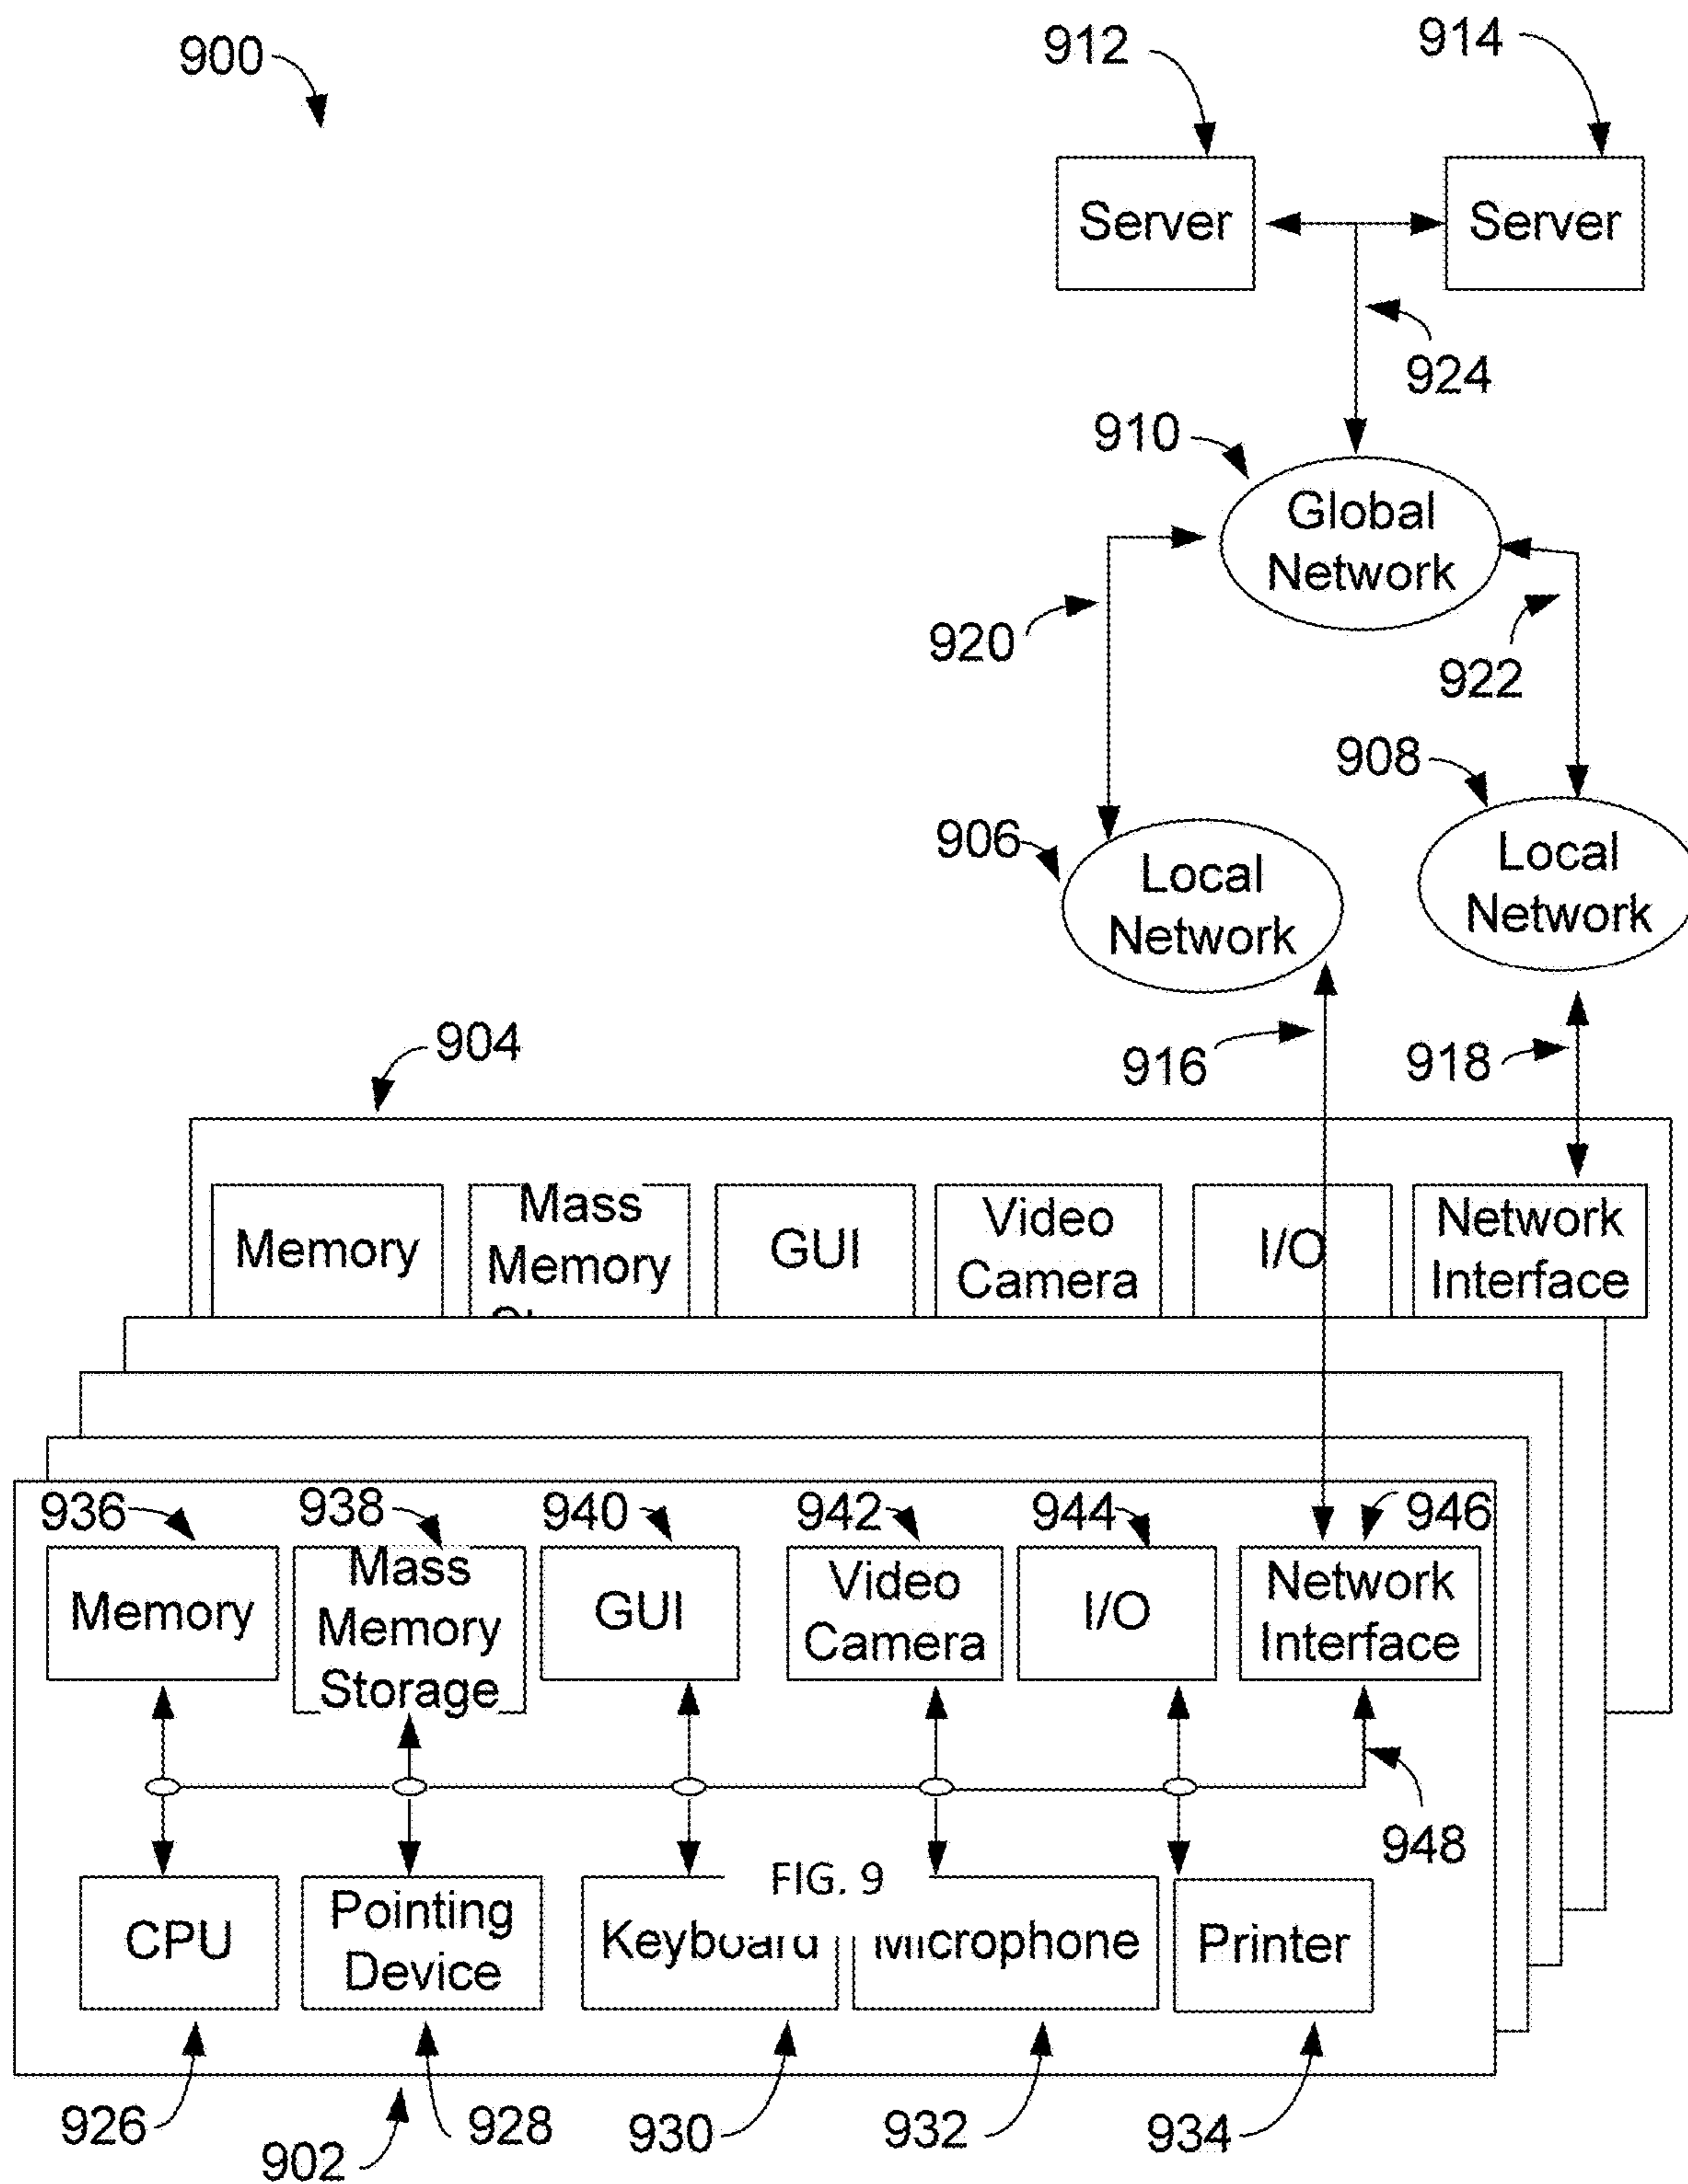 900
912
914
Server
Server
924
910
Global
Network
920
922
908
906
Local
Network
Local
Network
904
916
918
Memory
Mass
Memory
GUI
Video
Camera
I/O
Network
Interface
936
938
940
942
944
946
Memory
Mass
Memory
Storage
GUI
Video
Camera
I/O
Network
Interface
948
FIG. 9
CPU
Pointing
Device
Keyboard
Microphone
Printer
926
902
928
930
932
934